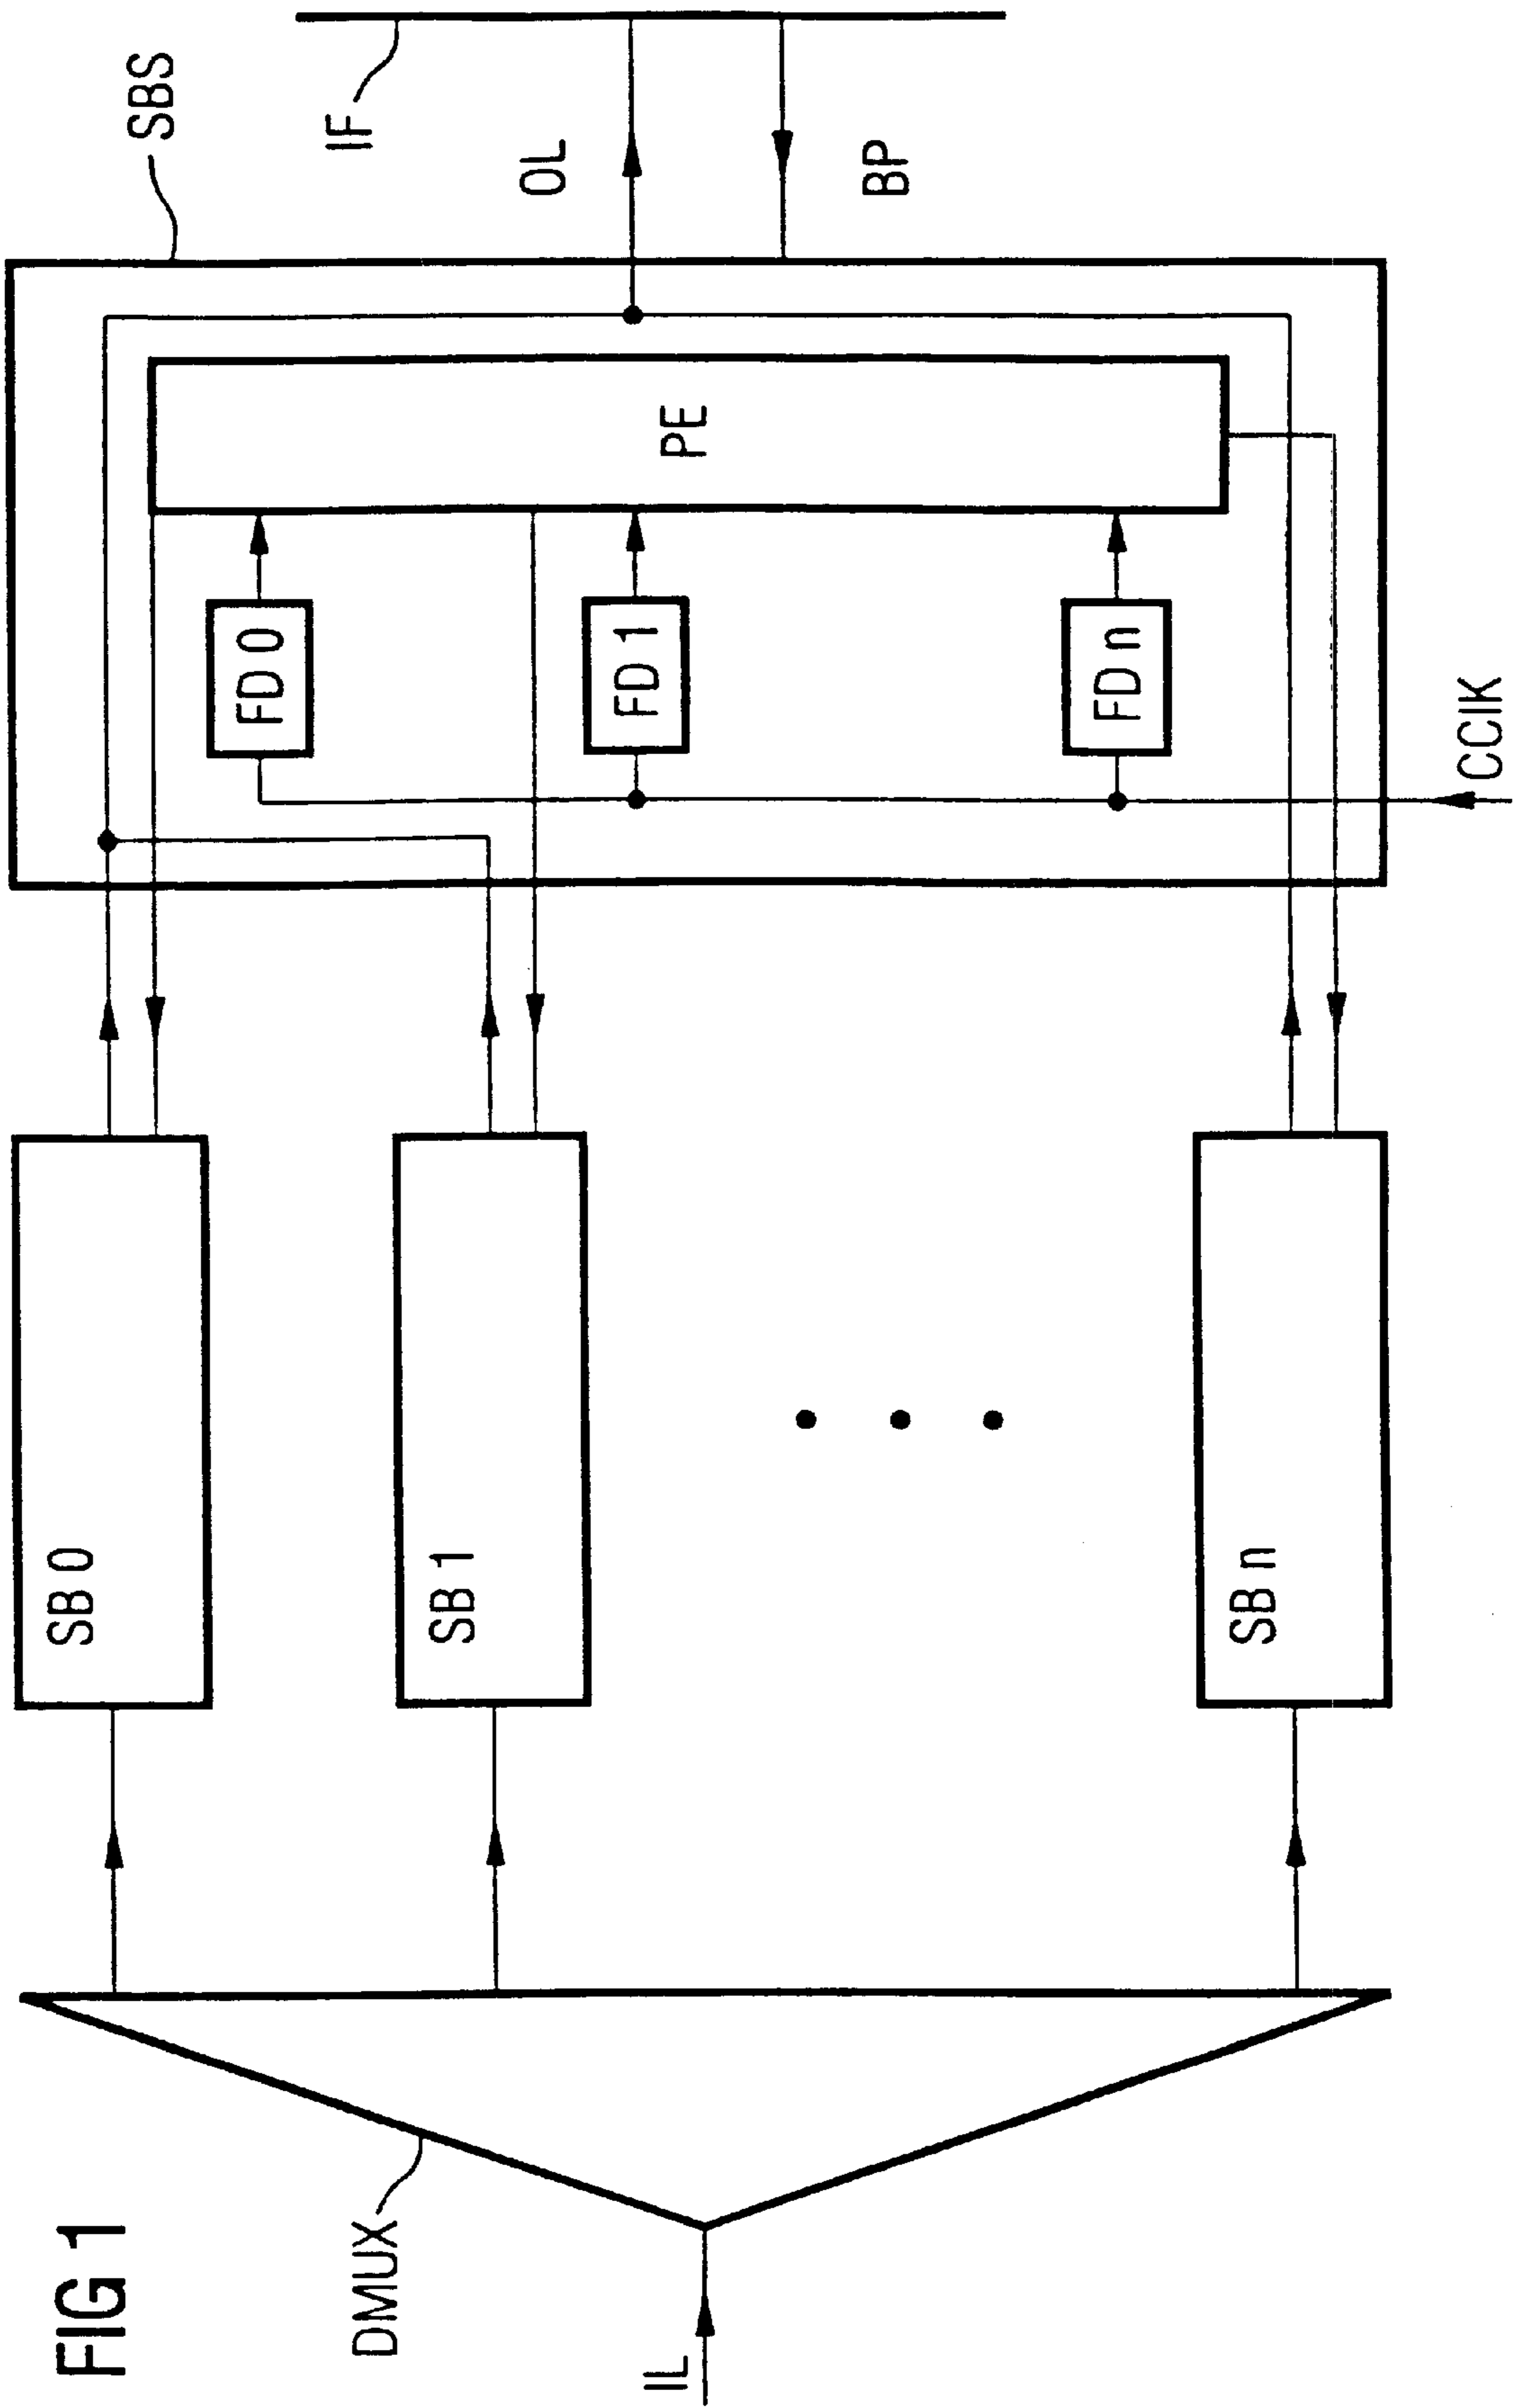 FIG 1
IL
DMUX
SB 0
SB 1
SB n
SBS
FD 0
FD 1
FD n
PE
CCIK
IF
OL
BP